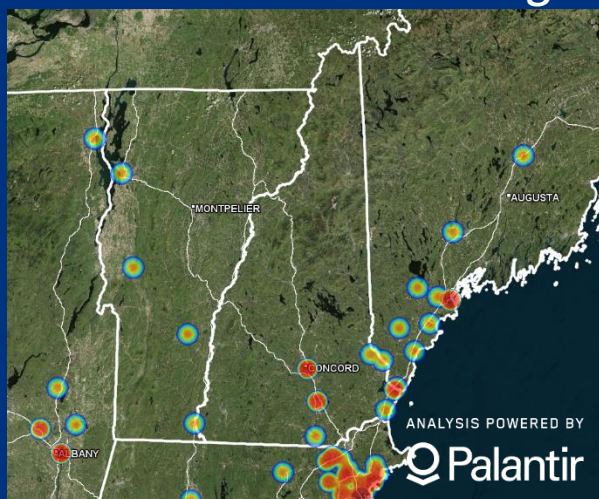 MONTPELIER
AUGUSTA
CONCORD
ALBANY
ANALYSIS POWERED BY
Palantir